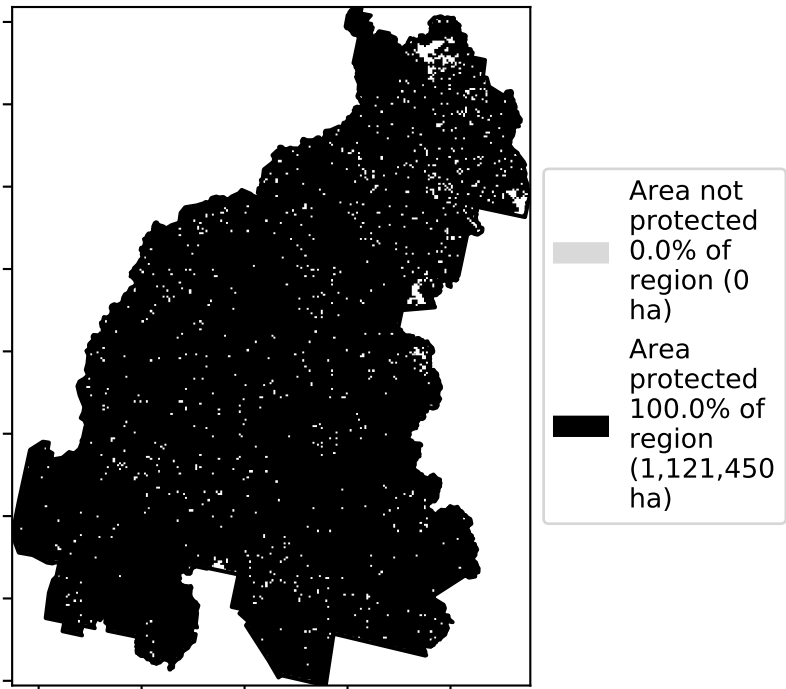 Area not
protected
0.0% of
region (0
ha)
Area
protected
100.0% of
region
(1,121,450
ha)